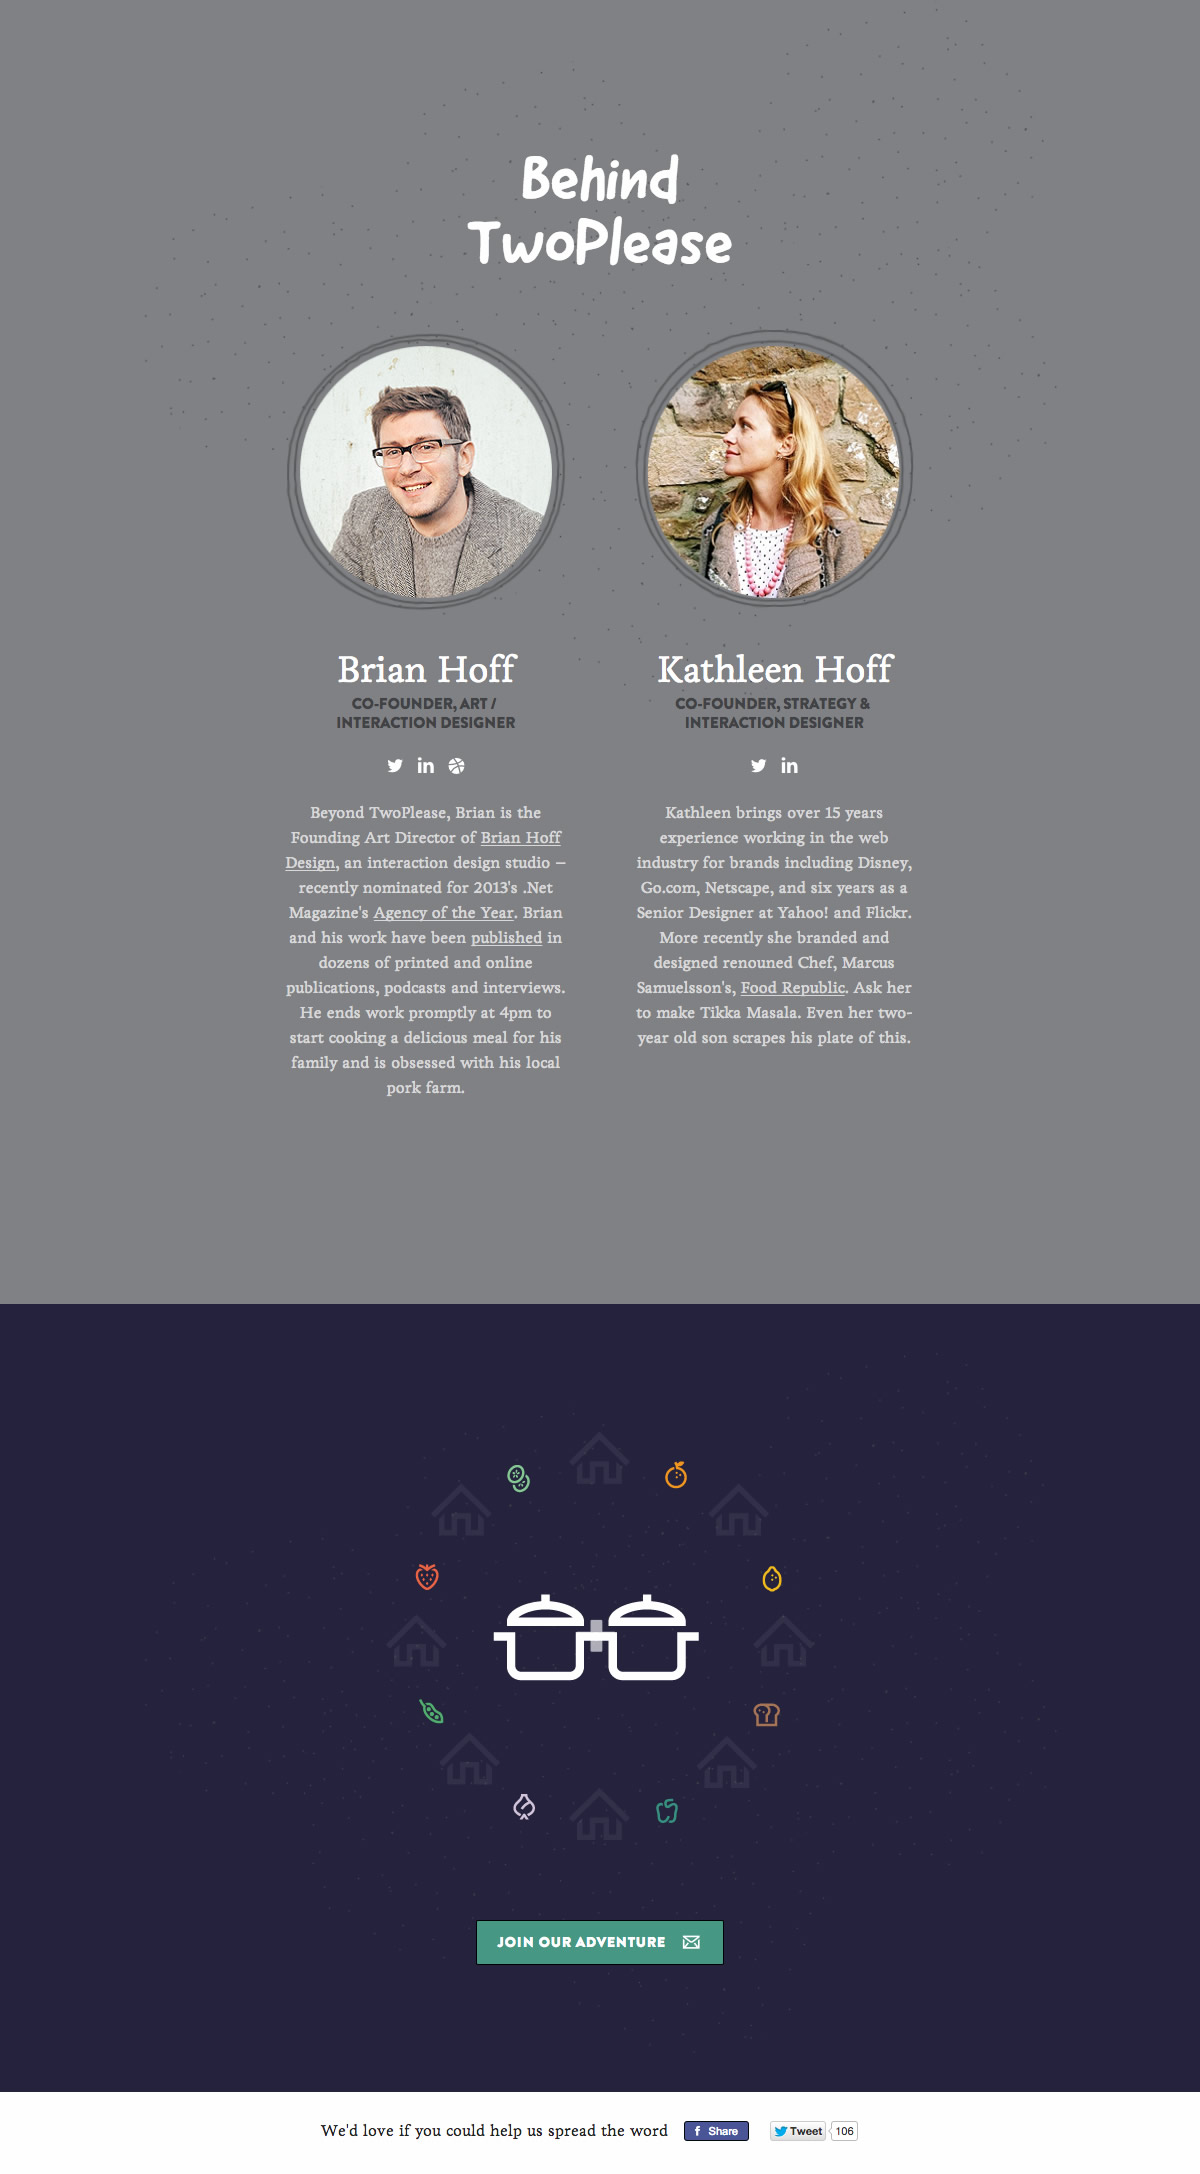 Behind
TwoPlease
Brian Hoff
CO-FOUNDER, ART /
INTERACTION DESIGNER
Beyond TwoPlease, Brian is the
Founding Art Director of Brian Hoff
Design, an interaction design studio –
recently nominated for 2013's .Net
Magazine's Agency of the Year. Brian
and his work have been published in
dozens of printed and online
publications, podcasts and interviews.
He ends work promptly at 4pm to
start cooking a delicious meal for his
family and is obsessed with his local
pork farm.
Kathleen Hoff
CO-FOUNDER, STRATEGY &
INTERACTION DESIGNER
Kathleen brings over 15 years
experience working in the web
industry for brands including Disney,
Go.com, Netscape, and six years as a
Senior Designer at Yahoo! and Flickr.
More recently she branded and
designed renouned Chef, Marcus
Samuelsson's, Food Republic. Ask her
to make Tikka Masala. Even her two-
year old son scrapes his plate of this.
JOIN OUR ADVENTURE
We'd love if you could help us spread the word
Share
Tweet
106